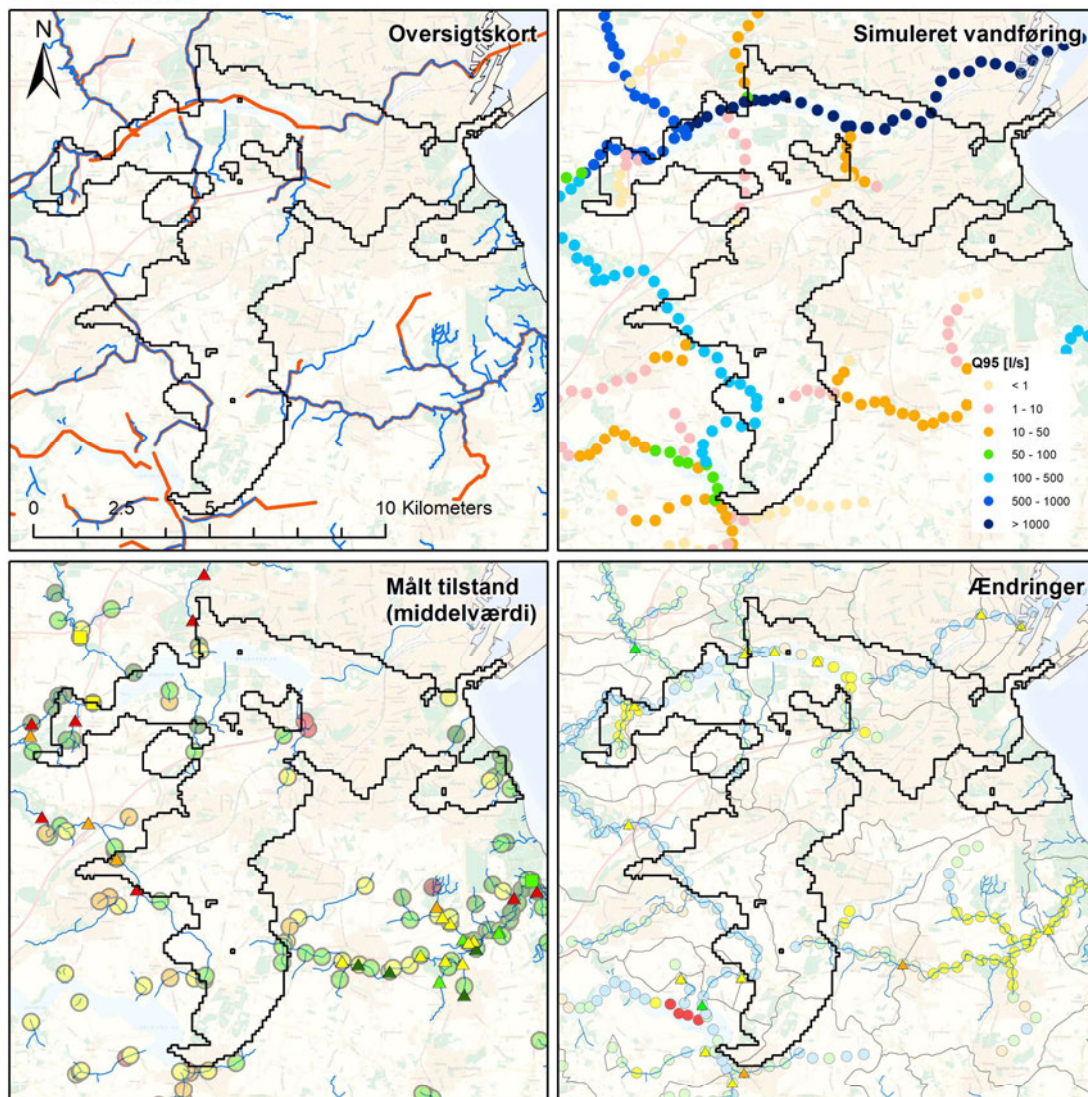 Oversigtskort
N
Aarhus
0
2.5
5
10 Kilometers
Simuleret vandføring
Q95 [l/s]
< 1
1 - 10
10 - 50
50 - 100
100 - 500
500 - 1000
> 1000
Målt tilstand
(middelværdi)
Ændringer